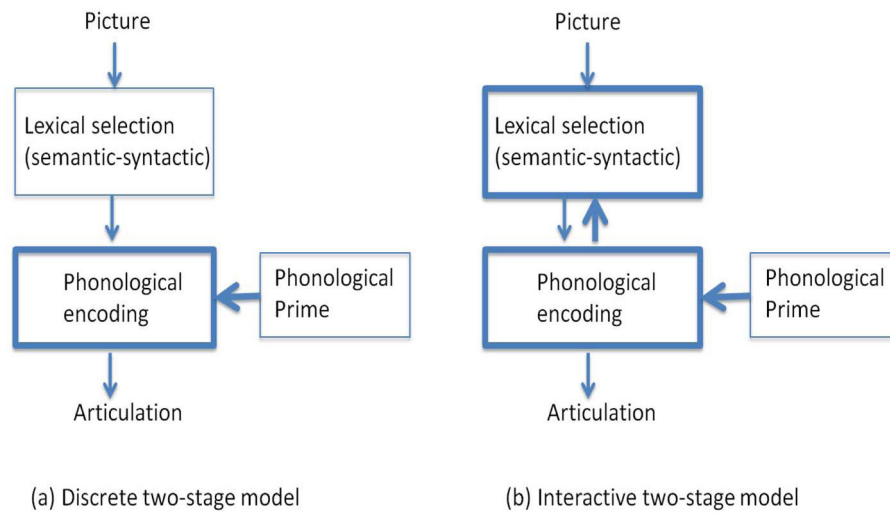 Picture
Lexical selection
(semantic-syntactic)
Phonological
encoding
Phonological
Prime
Articulation
(a) Discrete two-stage model
Picture
Lexical selection
(semantic-syntactic)
Phonological
encoding
Phonological
Prime
Articulation
(b) Interactive two-stage model